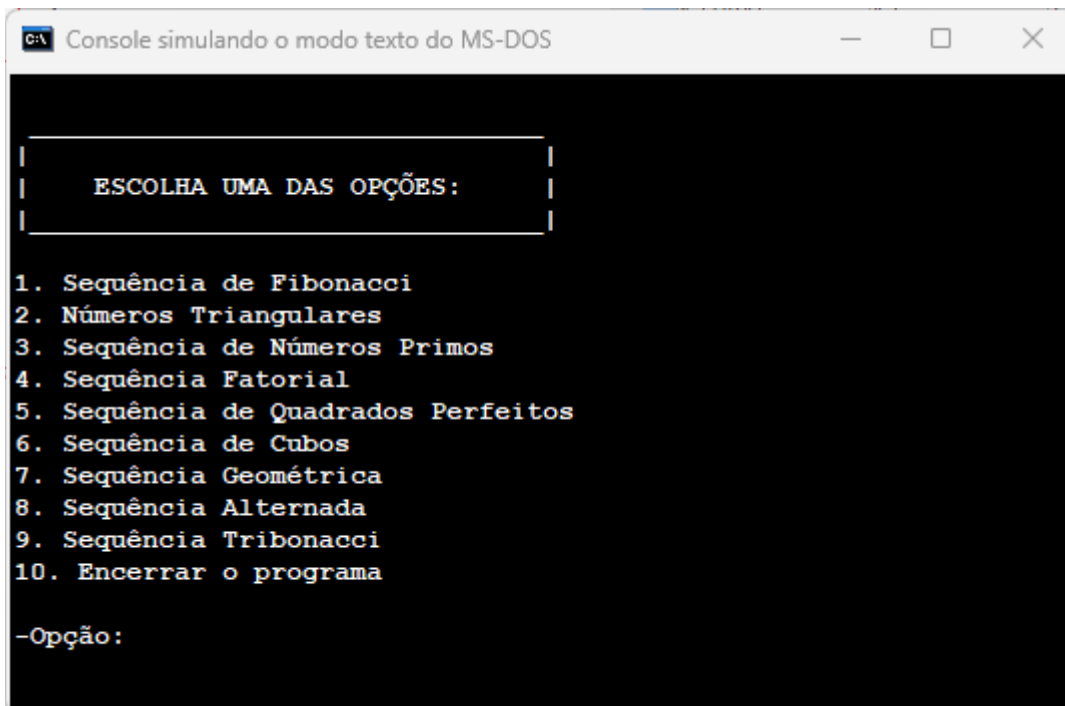 Console simulando o modo texto do MS-DOS
ESCOLHA UMA DAS OPÇÕES:
1. Sequência de Fibonacci
2. Números Triangulares
3. Sequência de Números Primos
4. Sequência Fatorial
5. Sequência de Quadrados Perfeitos
6. Sequência de Cubos
7. Sequência Geométrica
8. Sequência Alternada
9. Sequência Tribonacci
10. Encerrar o programa
-Opção: